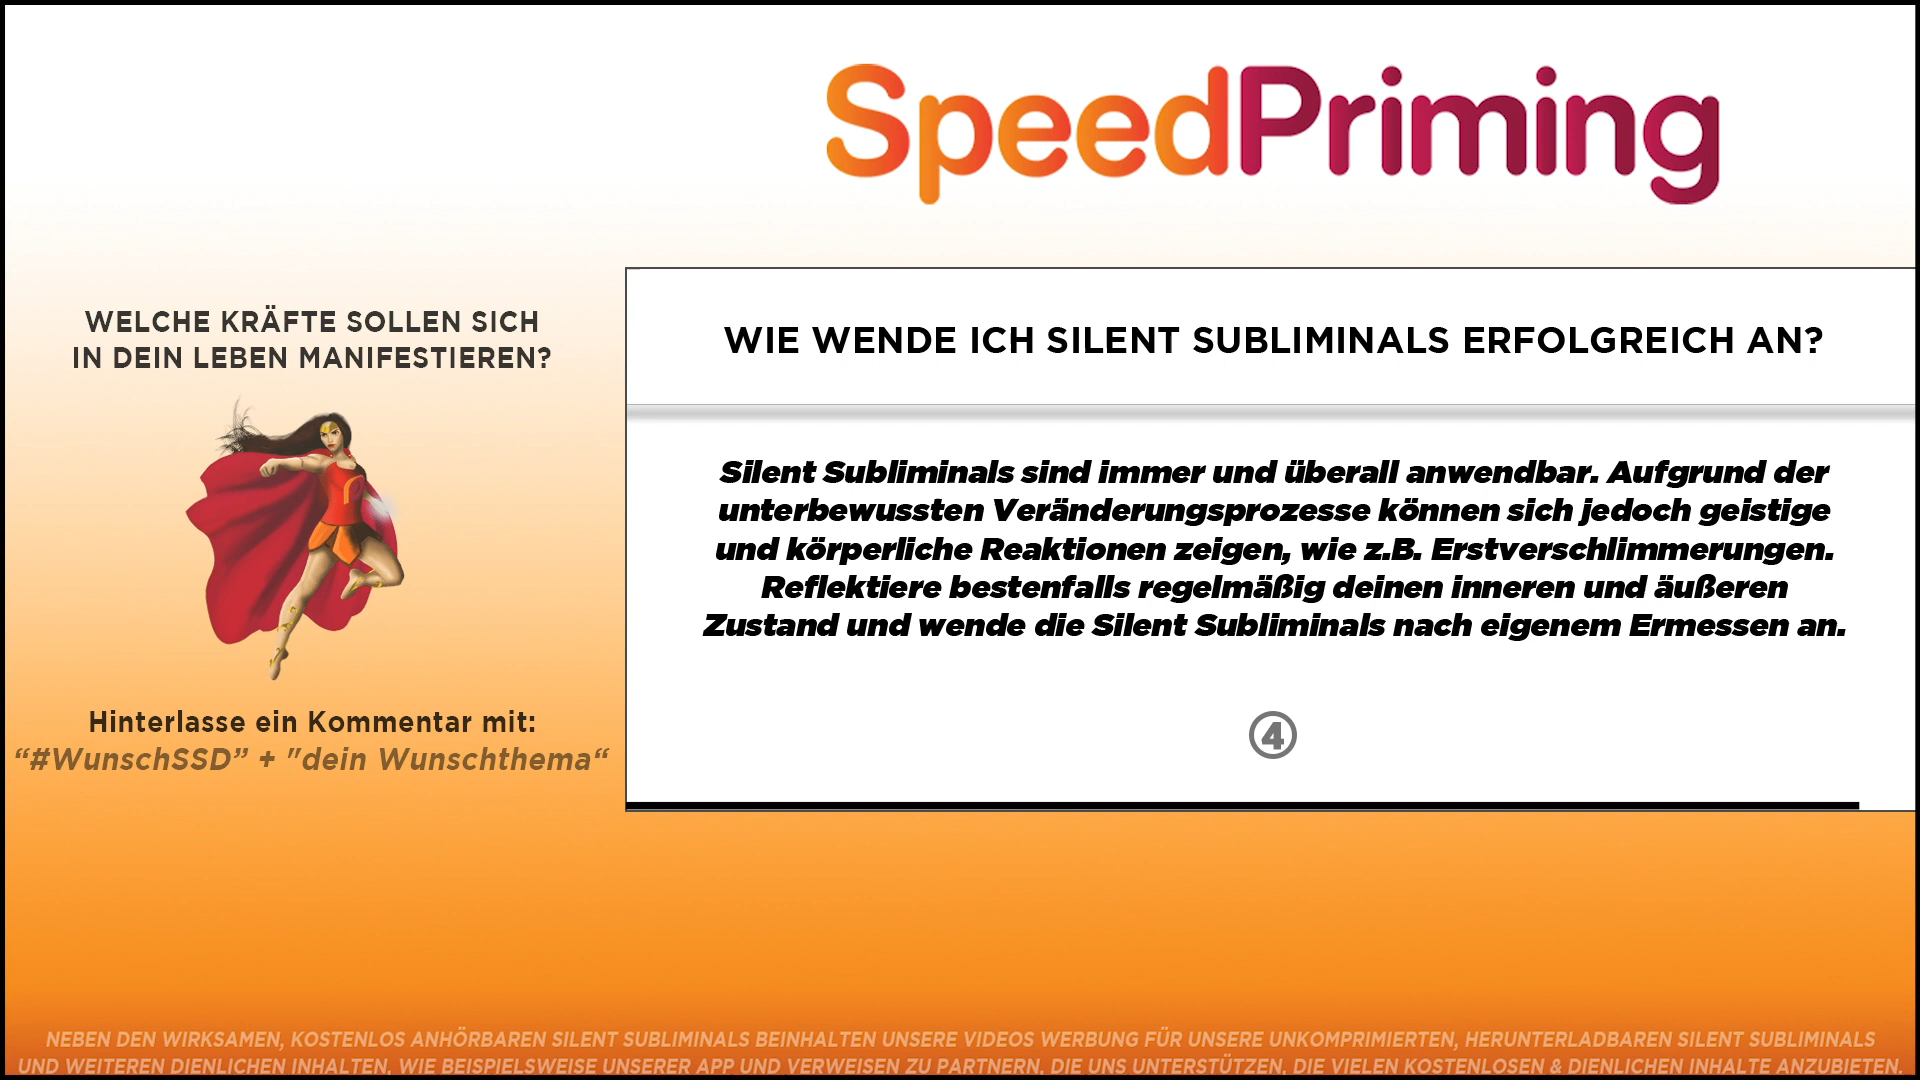 SpeedPriming
WELCHE KRÄFTE SOLLEN SICH
IN DEIN LEBEN MANIFESTIEREN?
Hinterlasse ein Kommentar mit:
“#WunschSSD” + "dein Wunschthema“
WIE WENDE ICH SILENT SUBLIMINALS ERFOLGREICH AN?
Silent Subliminals sind immer und überall anwendbar. Aufgrund der
unterbewussten Veränderungsprozesse können sich jedoch geistige
und körperliche Reaktionen zeigen, wie z.B. Erstverschlimmerungen.
Reflektiere bestenfalls regelmäßig deinen inneren und äußeren
Zustand und wende die Silent Subliminals nach eigenem Ermessen an.
4
NEBEN DEN WIRKSAMEN, KOSTENLOS ANHÖRBAREN SILENT SUBLIMINALS BEINHALTEN UNSERE VIDEOS WERBUNG FÜR UNSERE UNKOMPRIMIERTEN, HERUNTERLADBAREN SILENT SUBLIMINALS
UND WEITEREN DIENLICHEN INHALTEN, WIE BEISPIELSWEISE UNSERER APP UND VERWEISEN ZU PARTNERN, DIE UNS UNTERSTÜTZEN, DIE VIELEN KOSTENLOSEN & DIENLICHEN INHALTE ANZUBIETEN.